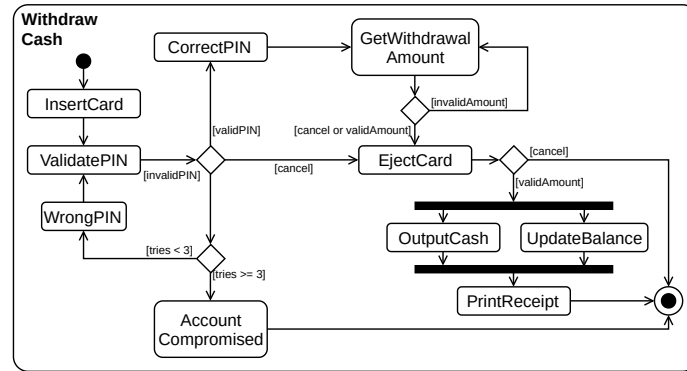 Withdraw
Cash
CorrectPIN
GetWithdrawal
Amount
InsertCard
[invalidAmount]
[validPIN]
[cancel or validAmount]
ValidatePIN
[invalidPIN]
[cancel]
EjectCard
[cancel]
[validAmount]
WrongPIN
OutputCash
UpdateBalance
[tries < 3]
[tries >= 3]
PrintReceipt
Account
Compromised